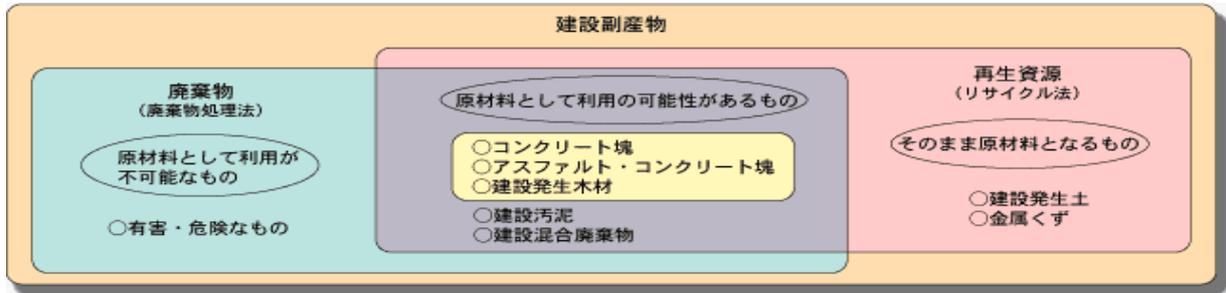 建設副産物
廃棄物
（廃棄物処理法）
原材料として利用が
不可能なもの
○有害・危険なもの
原材料として利用の可能性があるもの
○コンクリート塊
○アスファルト・コンクリート塊
○建設発生木材
○建設汚泥
○建設混合廃棄物
再生資源
（リサイクル法）
そのまま原材料となるもの
○建設発生土
○金属くず